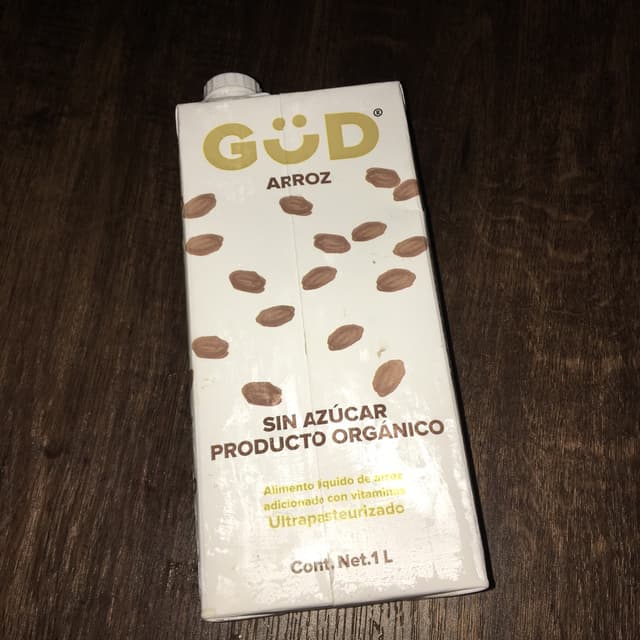 GÜD®
ARROZ
SIN AZÚCAR
PRODUCTO ORGÁNICO
Alimento líquido de arroz
adicionado con vitaminas
Ultrapasteurizado
Cont. Net.1 L